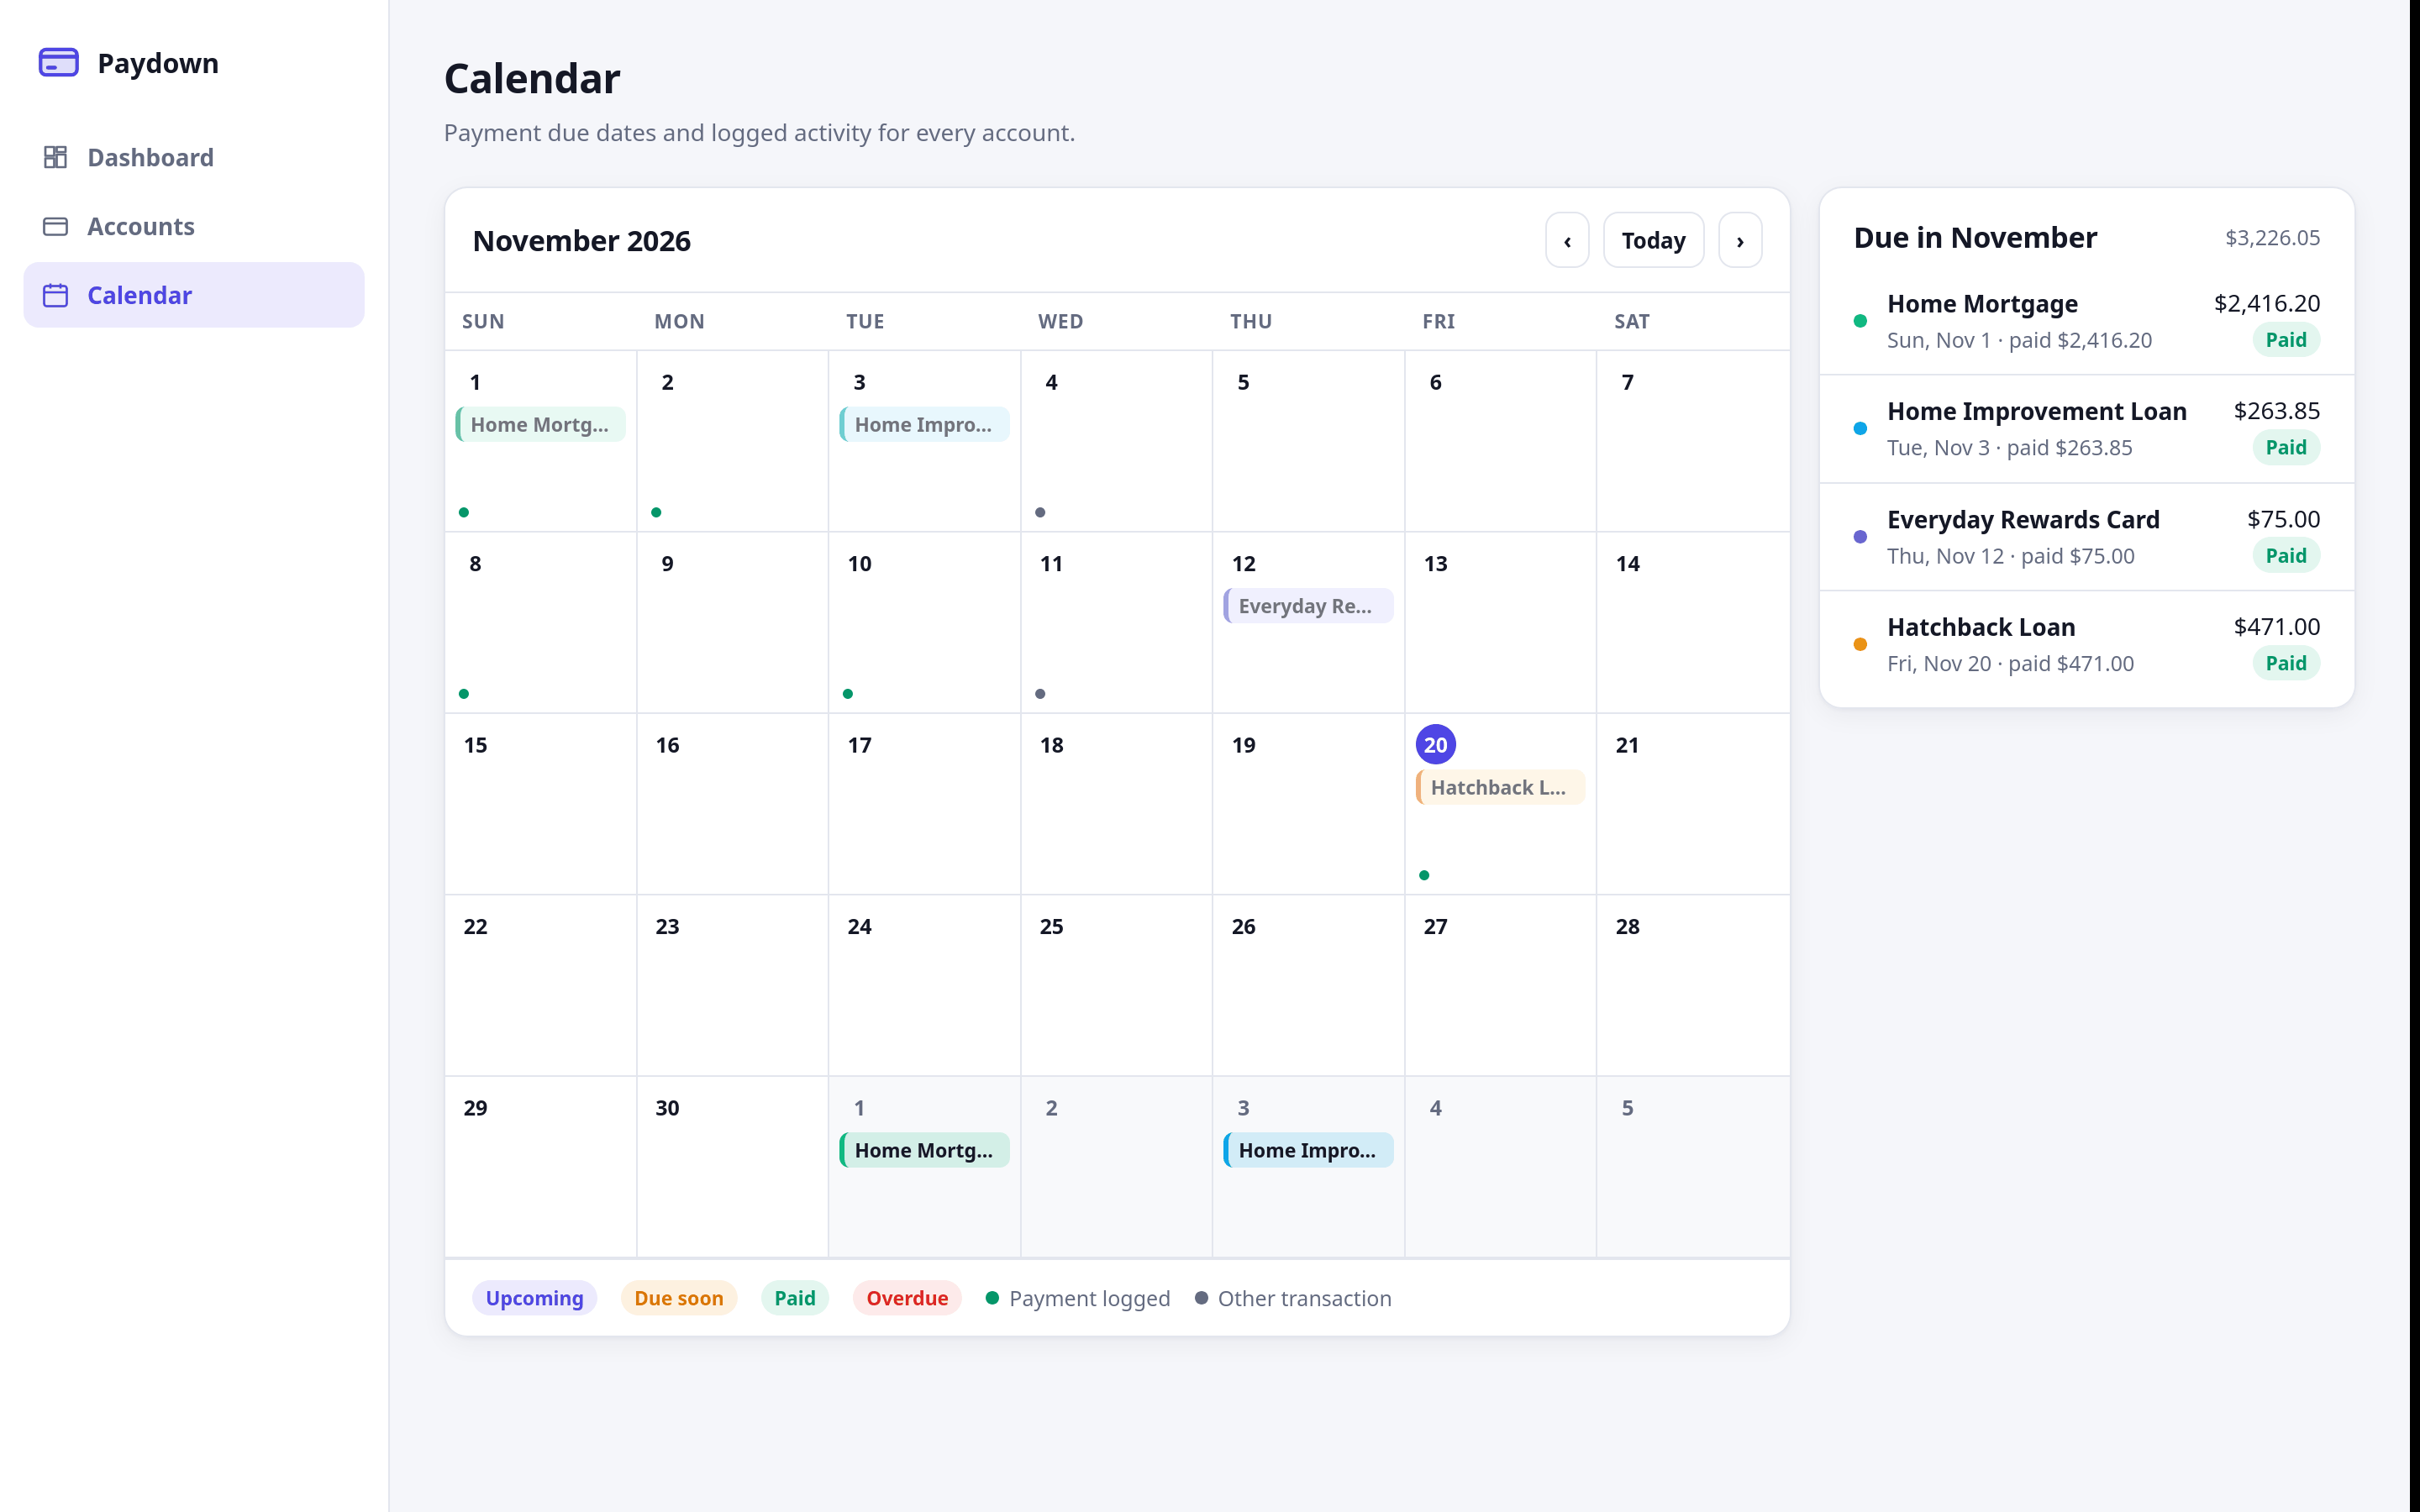 Paydown
Dashboard
Accounts
Calendar
Calendar
Payment due dates and logged activity for every account.
November 2026
‹ Today ›
SUN MON TUE WED THU FRI SAT
1 2 3 4 5 6 7
Home Mortg... Home Impro...
8 9 10 11 12 13 14
Everyday Re...
15 16 17 18 19 20 21
Hatchback L...
22 23 24 25 26 27 28
29 30 1 2 3 4 5
Home Mortg... Home Impro...
Upcoming Due soon Paid Overdue Payment logged Other transaction
Due in November $3,226.05
Home Mortgage $2,416.20
Sun, Nov 1 · paid $2,416.20 Paid
Home Improvement Loan $263.85
Tue, Nov 3 · paid $263.85 Paid
Everyday Rewards Card $75.00
Thu, Nov 12 · paid $75.00 Paid
Hatchback Loan $471.00
Fri, Nov 20 · paid $471.00 Paid